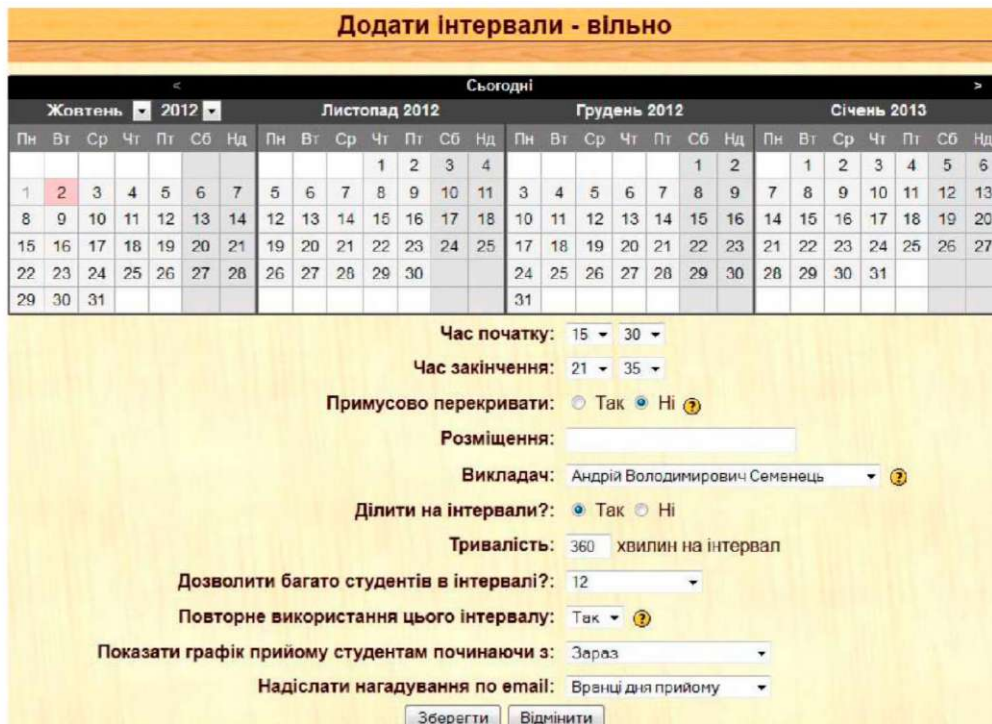 Додати інтервали - вільно
< Сьогодні >
Жовтень 2012 Листопад 2012 Грудень 2012 Січень 2013
Пн Вт Ср Чт Пт Сб Нд Пн Вт Ср Чт Пт Сб Нд Пн Вт Ср Чт Пт Сб Нд Пн Вт Ср Чт Пт Сб Нд
1 2 3 4 1 2 1 2 3 4 5 6
1 2 3 4 5 6 7 5 6 7 8 9 10 11 3 4 5 6 7 8 9 7 8 9 10 11 12 13
8 9 10 11 12 13 14 12 13 14 15 16 17 18 10 11 12 13 14 15 16 14 15 16 17 18 19 20
15 16 17 18 19 20 21 19 20 21 22 23 24 25 17 18 19 20 21 22 23 21 22 23 24 25 26 27
22 23 24 25 26 27 28 26 27 28 29 30 24 25 26 27 28 29 30 28 29 30 31
29 30 31 31
Час початку: 15 30
Час закінчення: 21 35
Примусово перекривати: Так Ні ?
Розміщення:
Викладач: Андрій Володимирович Семенець ?
Ділити на інтервали?: Так Ні
Тривалість: 360 хвилин на інтервал
Дозволити багато студентів в інтервалі?: 12
Повторне використання цього інтервалу: Так ?
Показати графік прийому студентам починаючи з: Зараз
Надіслати нагадування по email: Вранці дня прийому
Зберегти Відмінити